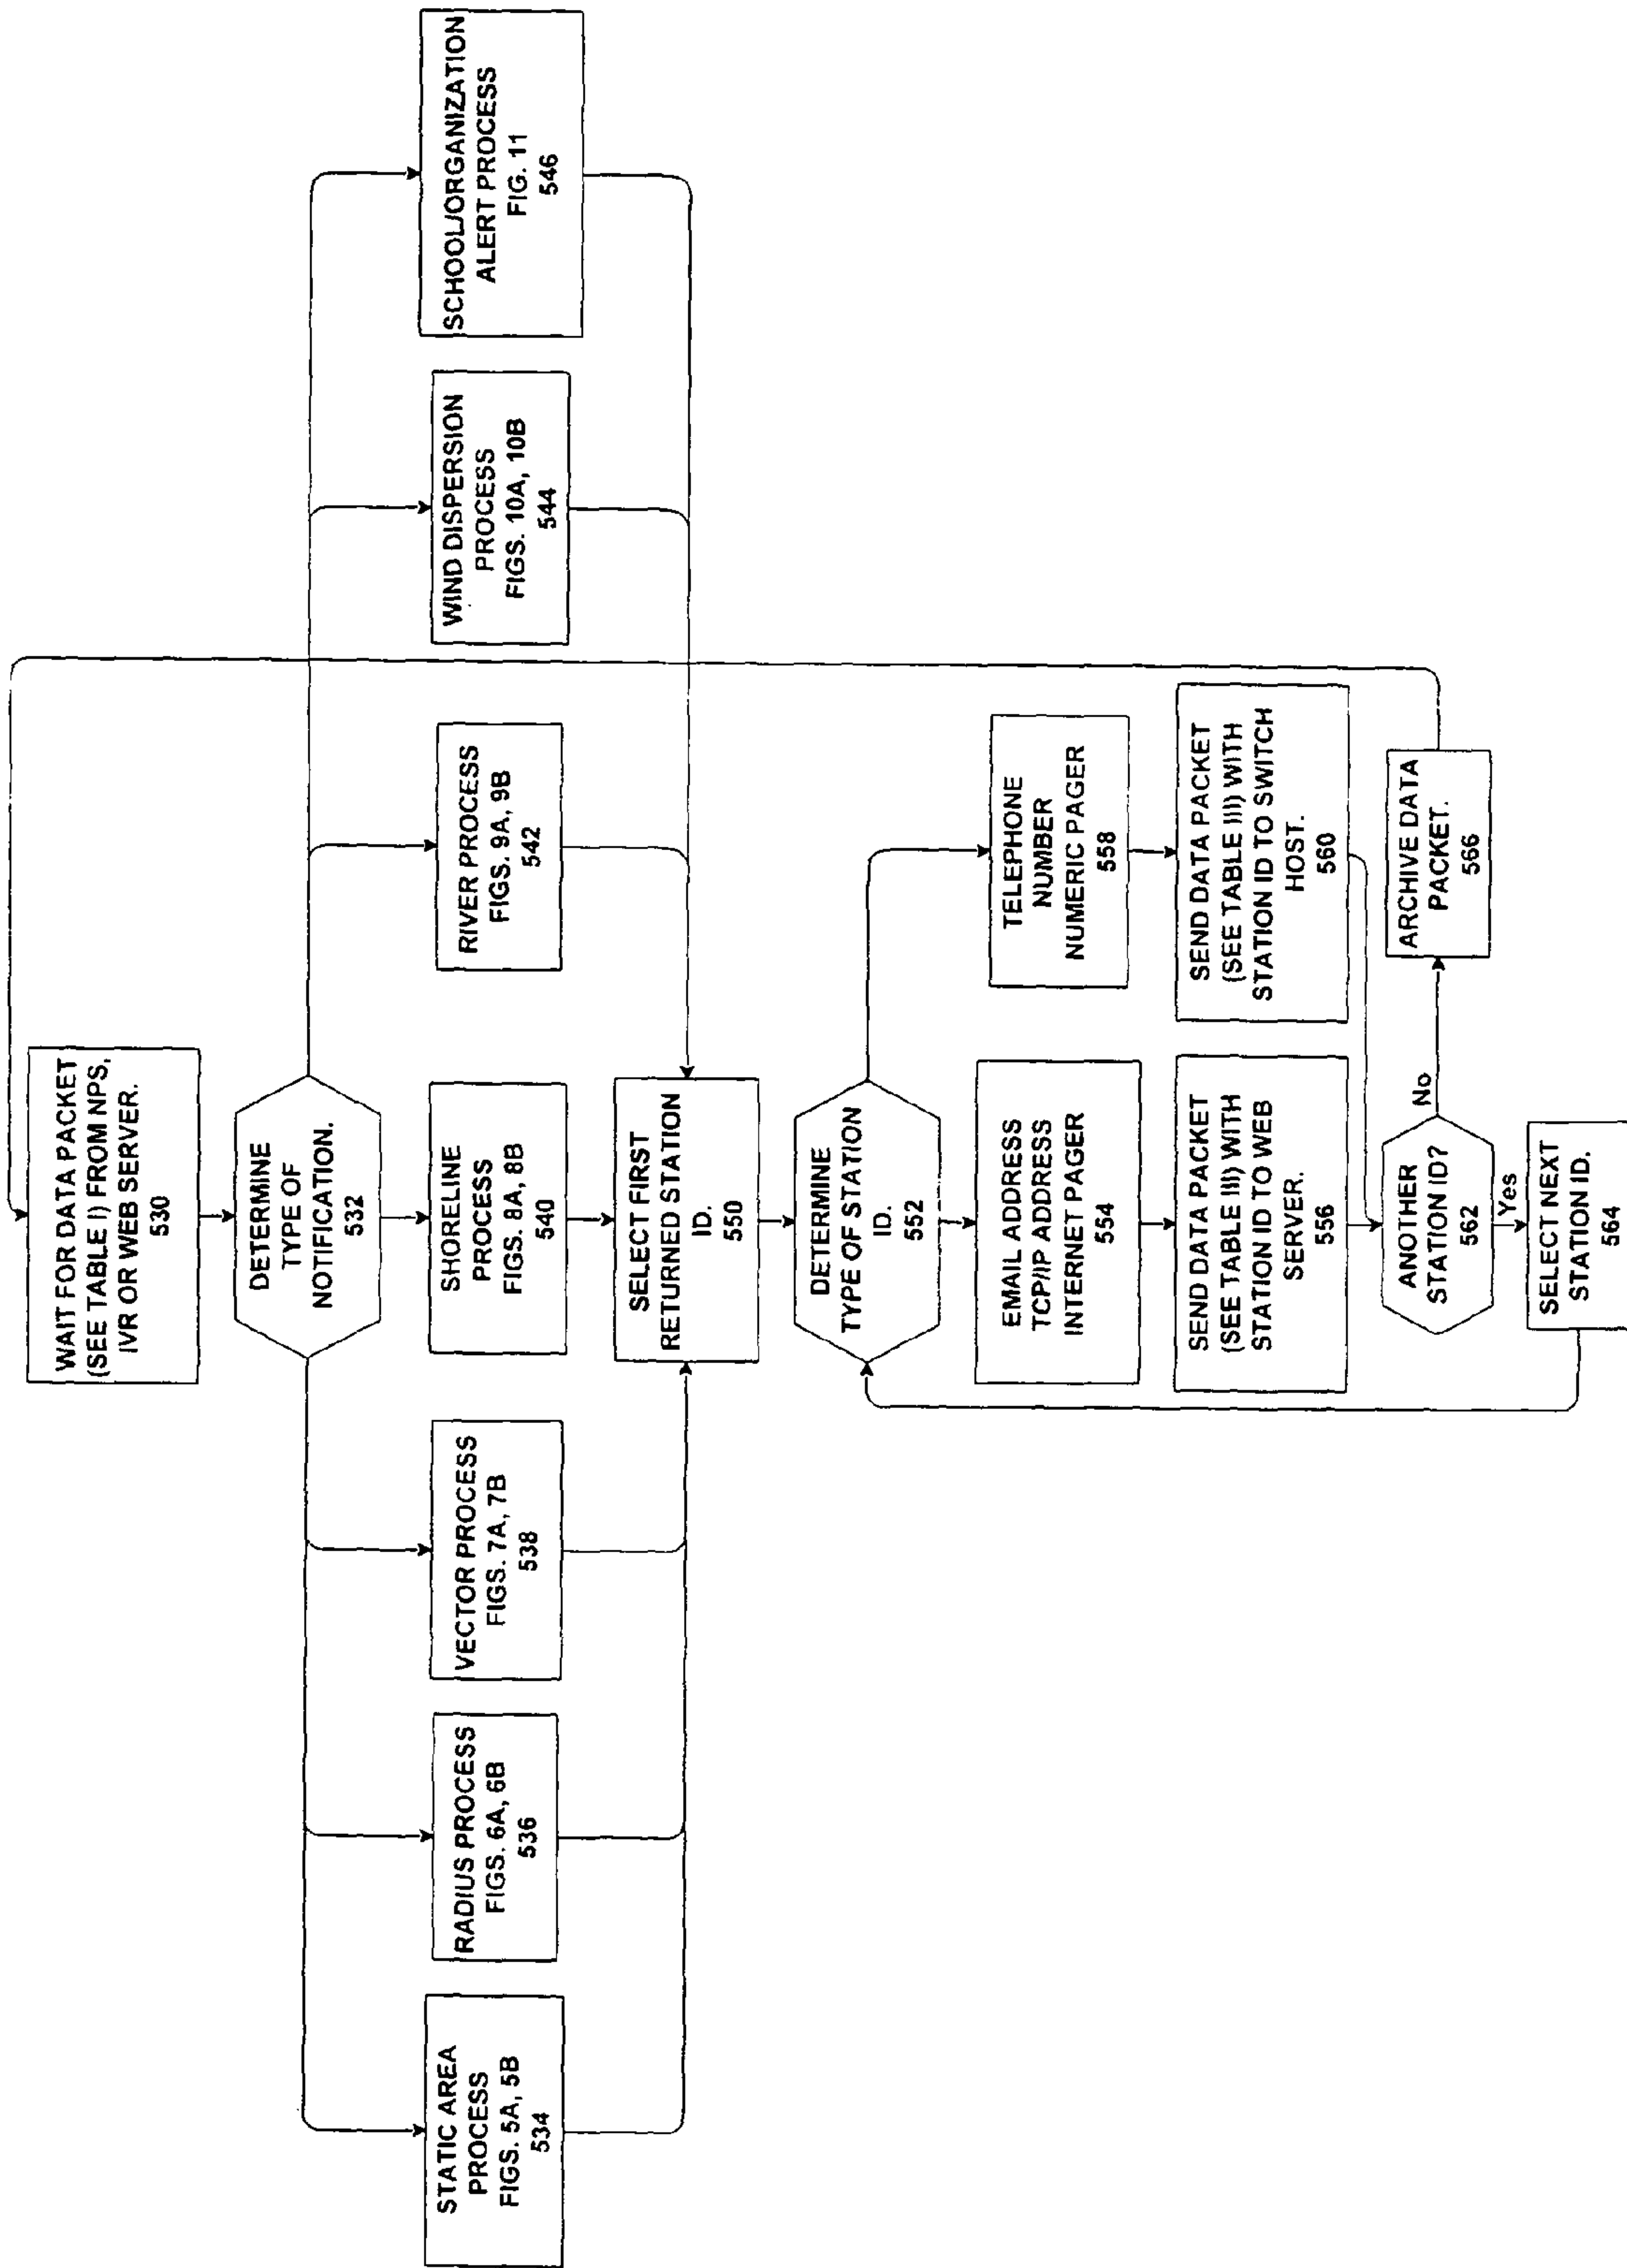 WAIT FOR DATA PACKET
(SEE TABLE I) FROM NPS,
IVR OR WEB SERVER.
530
DETERMINE
TYPE OF
NOTIFICATION.
532
STATIC AREA
PROCESS
FIGS. 5A, 5B
534
RADIUS PROCESS
FIGS. 6A, 6B
536
VECTOR PROCESS
FIGS. 7A, 7B
538
SHORELINE
PROCESS
FIGS. 8A, 8B
540
RIVER PROCESS
FIGS. 9A, 9B
542
WIND DISPERSION
PROCESS
FIGS. 10A, 10B
544
SCHOOL/ORGANIZATION
ALERT PROCESS
FIG. 11
546
SELECT FIRST
RETURNED STATION
ID.
550
DETERMINE
TYPE OF STATION
ID.
552
EMAIL ADDRESS
TCP/IP ADDRESS
INTERNET PAGER
554
TELEPHONE
NUMBER
NUMERIC PAGER
558
SEND DATA PACKET
(SEE TABLE III) WITH
STATION ID TO WEB
SERVER.
556
SEND DATA PACKET
(SEE TABLE III) WITH
STATION ID TO SWITCH
HOST.
560
ANOTHER
STATION ID?
562
No
ARCHIVE DATA
PACKET.
566
Yes
SELECT NEXT
STATION ID.
564